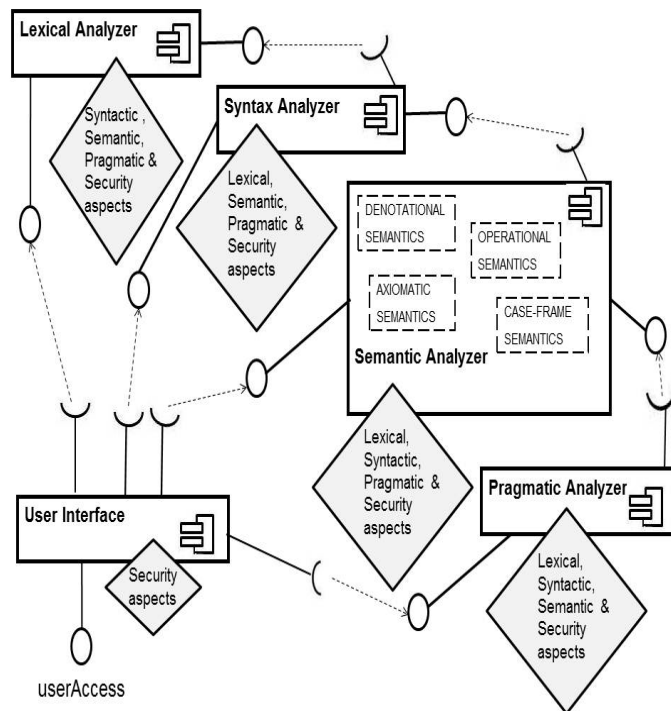 Lexical Analyzer
Syntactic ,
Semantic,
Pragmatic &
Security
aspects
Syntax Analyzer
Lexical,
Semantic,
Pragmatic &
Security
aspects
DENOTATIONAL
SEMANTICS
OPERATIONAL
SEMANTICS
AXIOMATIC
SEMANTICS
CASE-FRAME
SEMANTICS
Semantic Analyzer
Lexical,
Syntactic,
Pragmatic &
Security
aspects
Pragmatic Analyzer
Lexical,
Syntactic,
Semantic &
Security
aspects
User Interface
Security
aspects
userAccess